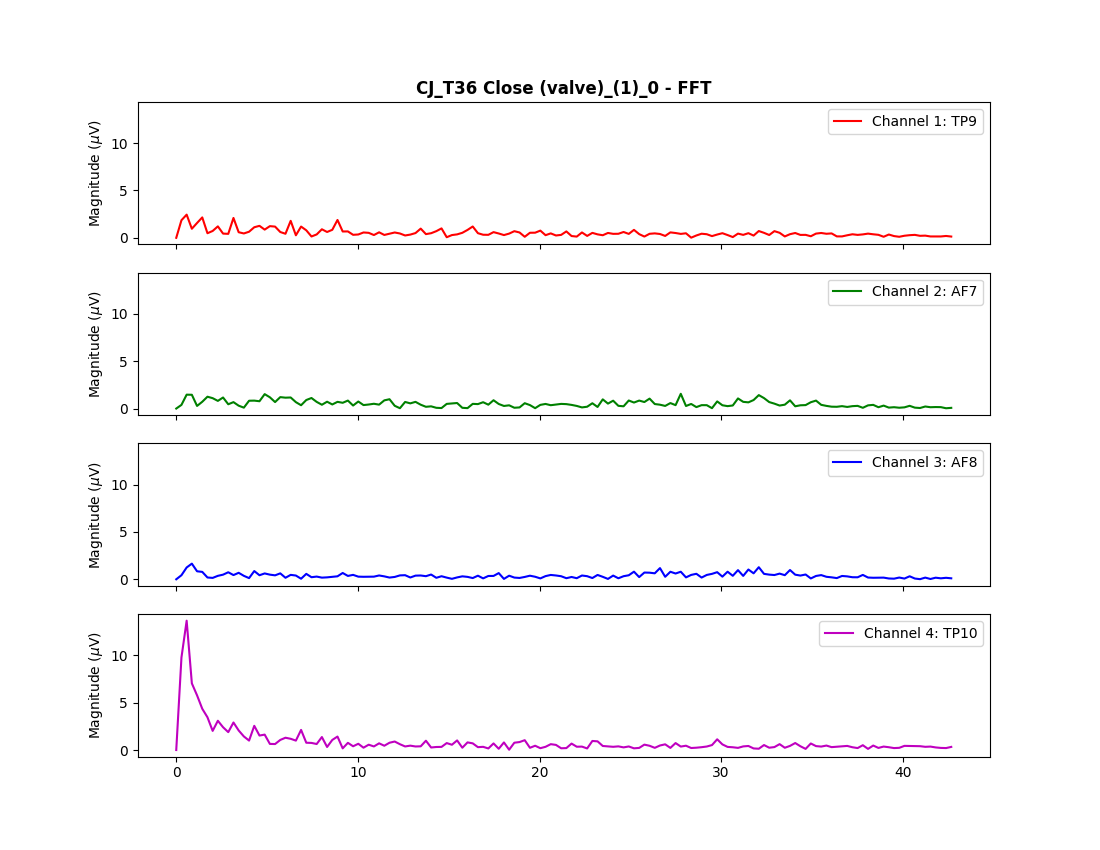 CJ_T36 Close (valve)_(1)_0 - FFT
Magnitude (μV)
10
5
0
Channel 1: TP9
Magnitude (μV)
10
5
0
Channel 2: AF7
Magnitude (μV)
10
5
0
Channel 3: AF8
Magnitude (μV)
10
5
0
Channel 4: TP10
0 10 20 30 40